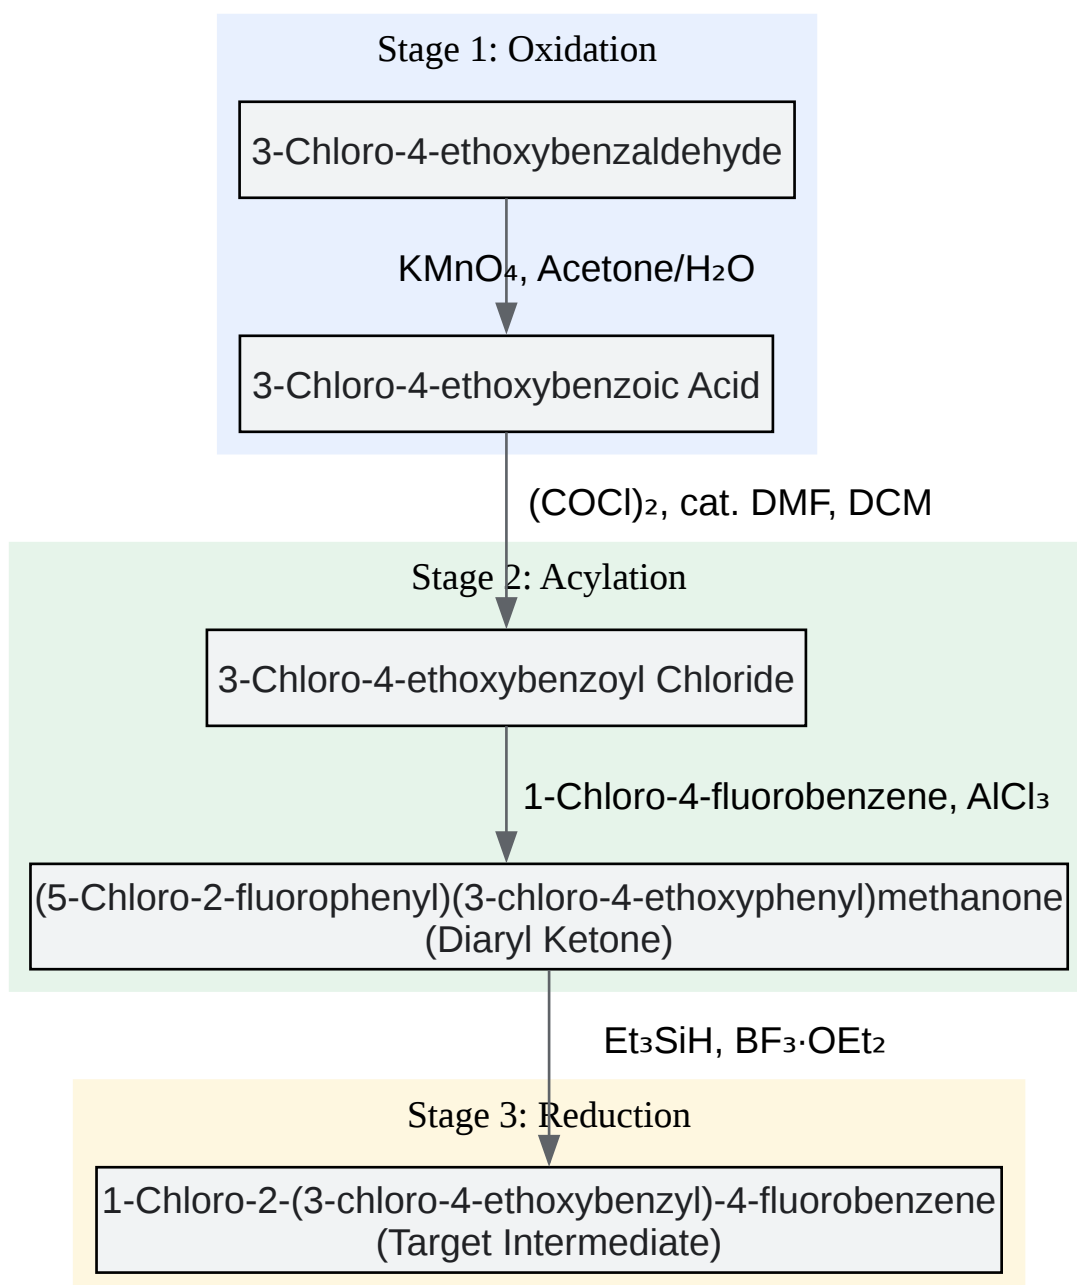 Stage 1: Oxidation
3-Chloro-4-ethoxybenzaldehyde
KMnO₄, Acetone/H₂O
3-Chloro-4-ethoxybenzoic Acid
(COCl)₂, cat. DMF, DCM
Stage 2: Acylation
3-Chloro-4-ethoxybenzoyl Chloride
1-Chloro-4-fluorobenzene, AlCl₃
(5-Chloro-2-fluorophenyl)(3-chloro-4-ethoxyphenyl)methanone
(Diaryl Ketone)
Et₃SiH, BF₃·OEt₂
Stage 3: Reduction
1-Chloro-2-(3-chloro-4-ethoxybenzyl)-4-fluorobenzene
(Target Intermediate)